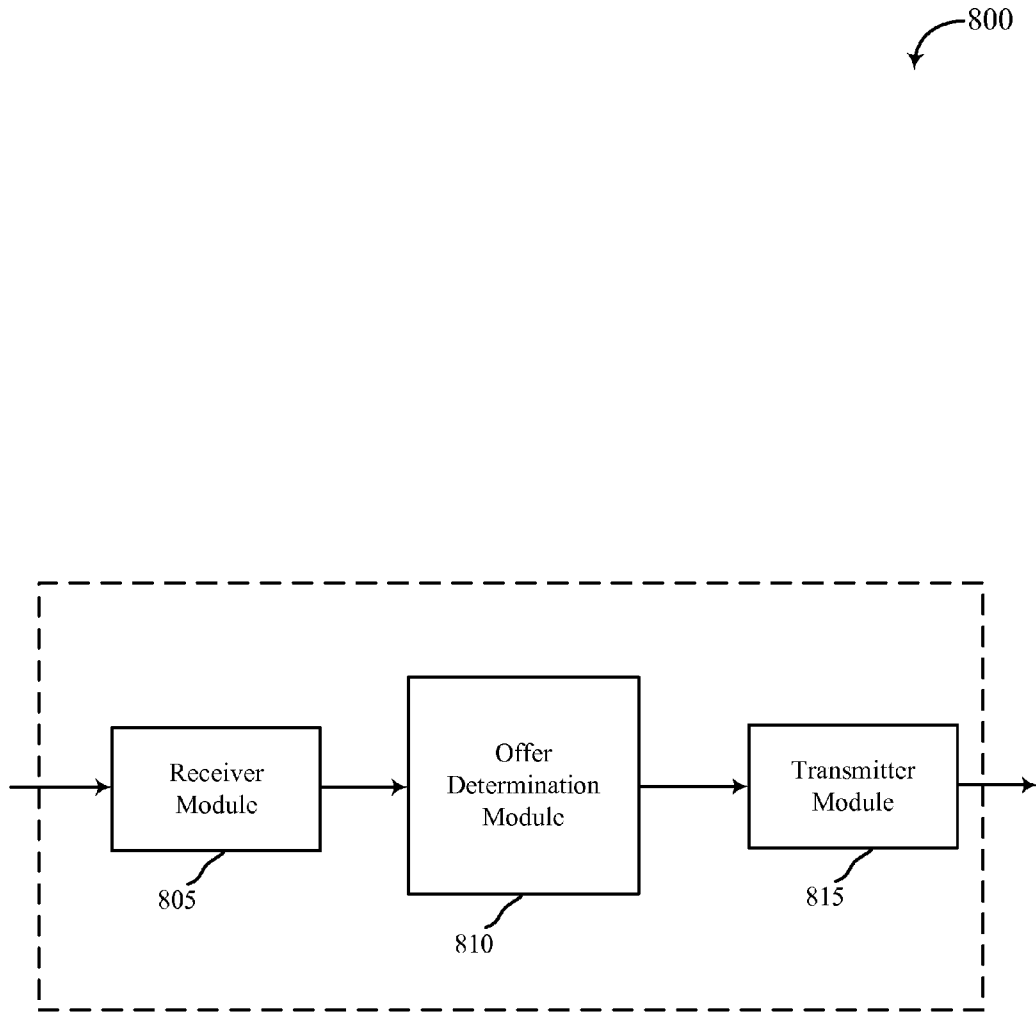 800
Receiver
Module
805
Offer
Determination
Module
810
Transmitter
Module
815